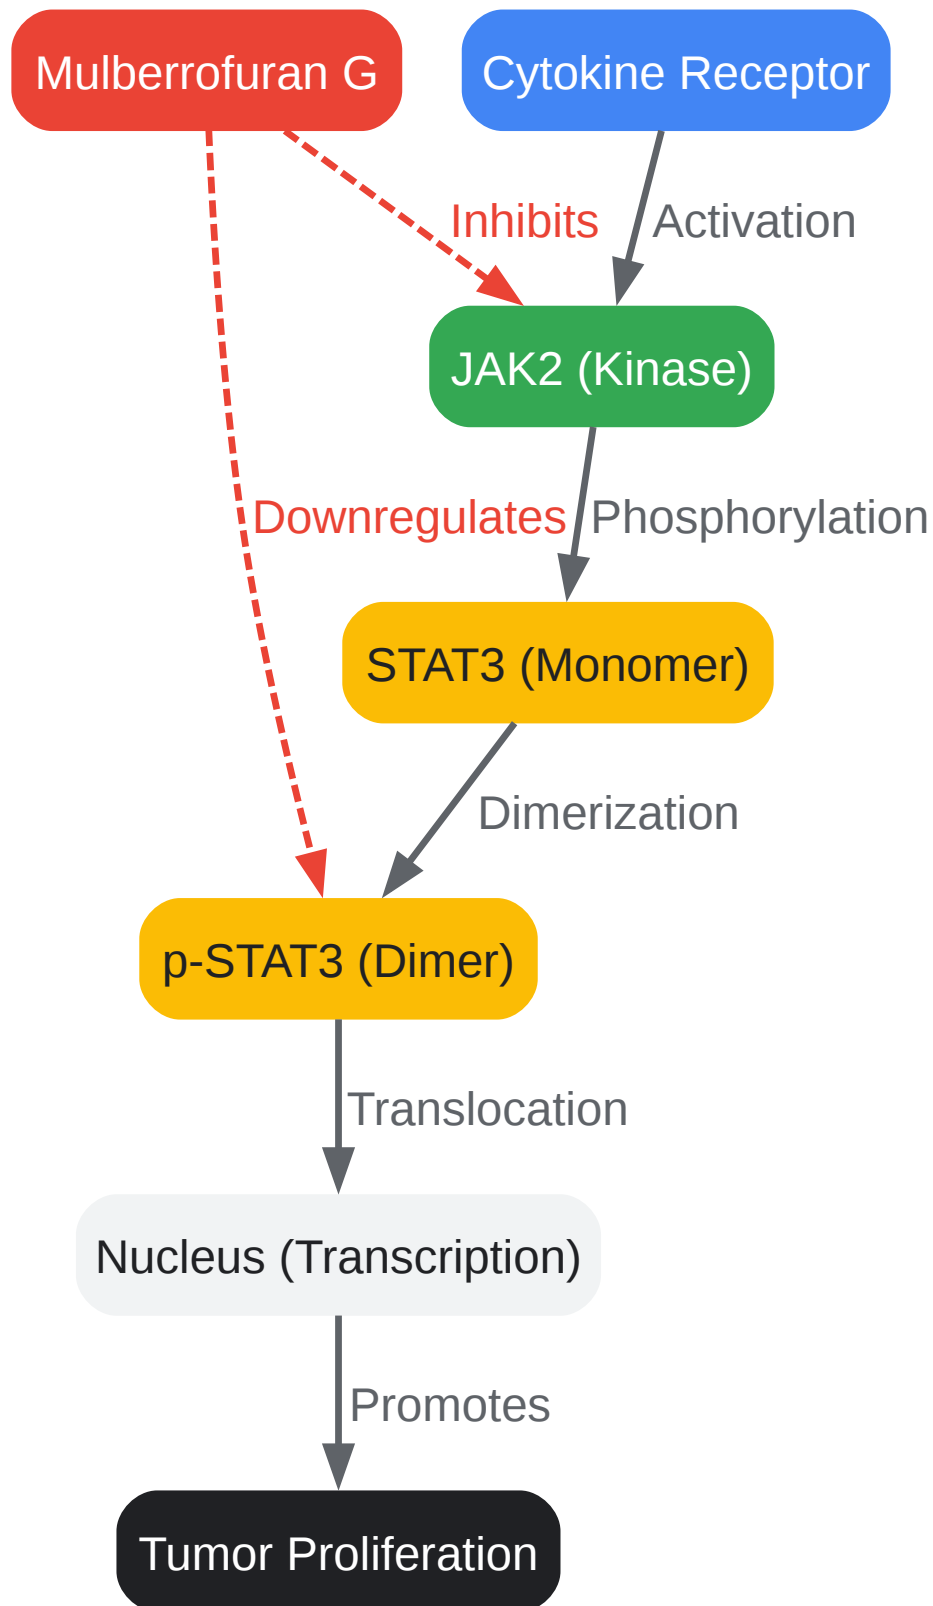 Mulberrofuran G
Cytokine Receptor
Inhibits
Activation
JAK2 (Kinase)
Downregulates
Phosphorylation
STAT3 (Monomer)
Dimerization
p-STAT3 (Dimer)
Translocation
Nucleus (Transcription)
Promotes
Tumor Proliferation